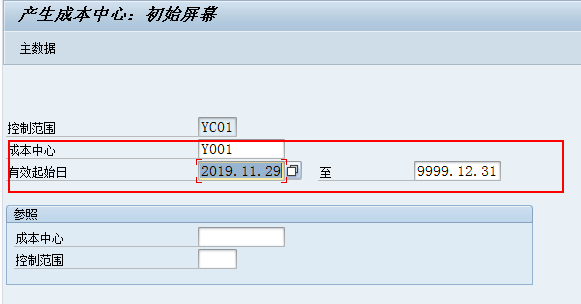 产生成本中心: 初始屏幕
主数据
控制范围 YC01
成本中心 Y001
有效起始日 2019.11.29 至 9999.12.31
参照
成本中心
控制范围